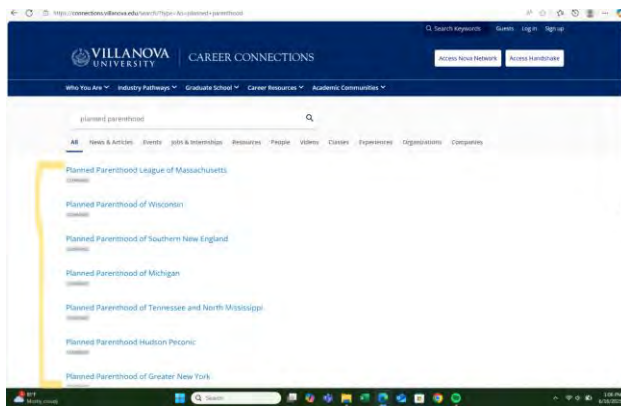 https://connections.villanova.edu/search/?type=&s=planned+parenthood
Search Keywords Guests Log in Sign up
VILLANOVA UNIVERSITY CAREER CONNECTIONS
Access Nova Network Access Handshake
Who You Are Industry Pathways Graduate School Career Resources Academic Communities
planned parenthood
All News & Articles Events Jobs & Internships Resources People Videos Classes Experiences Organizations Companies
Planned Parenthood League of Massachusetts
Planned Parenthood of Wisconsin
Planned Parenthood of Southern New England
Planned Parenthood of Michigan
Planned Parenthood of Tennessee and North Mississippi
Planned Parenthood Hudson Peconic
Planned Parenthood of Greater New York
Mostly cloudy
Search